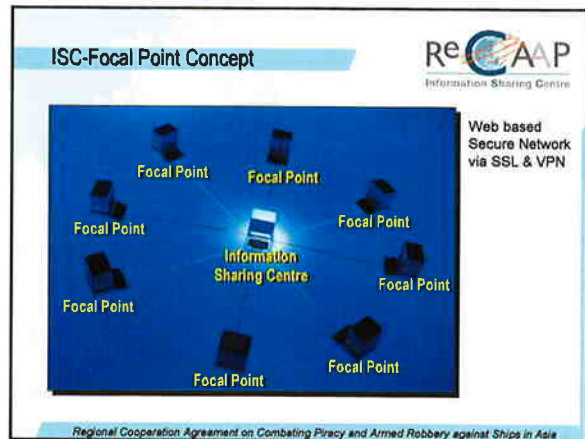 ISC-Focal Point Concept
ReCAAP
Information Sharing Centre
Web based
Secure Network
via SSL & VPN
Focal Point
Focal Point
Focal Point
Focal Point
Information
Sharing Centre
Focal Point
Focal Point
Focal Point
Focal Point
Regional Cooperation Agreement on Combating Piracy and Armed Robbery against Ships in Asia